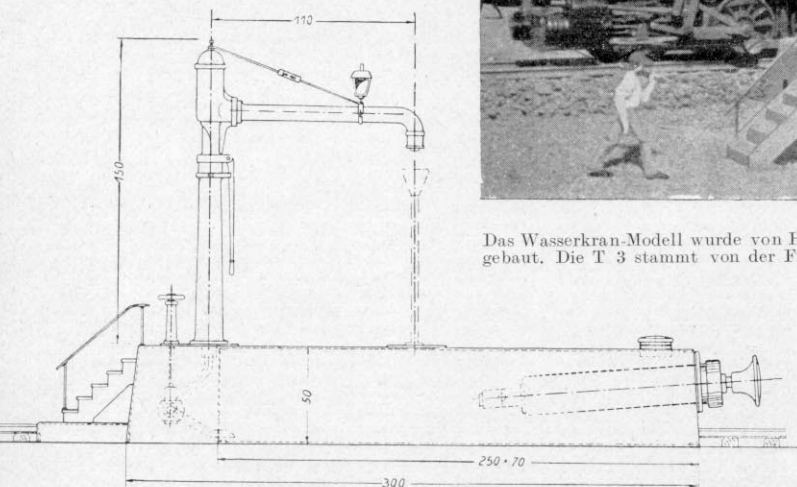 110
150
Das Wasserkran-Modell wurde von
gebaut. Die T 3 stammt von der
50
250·70
300